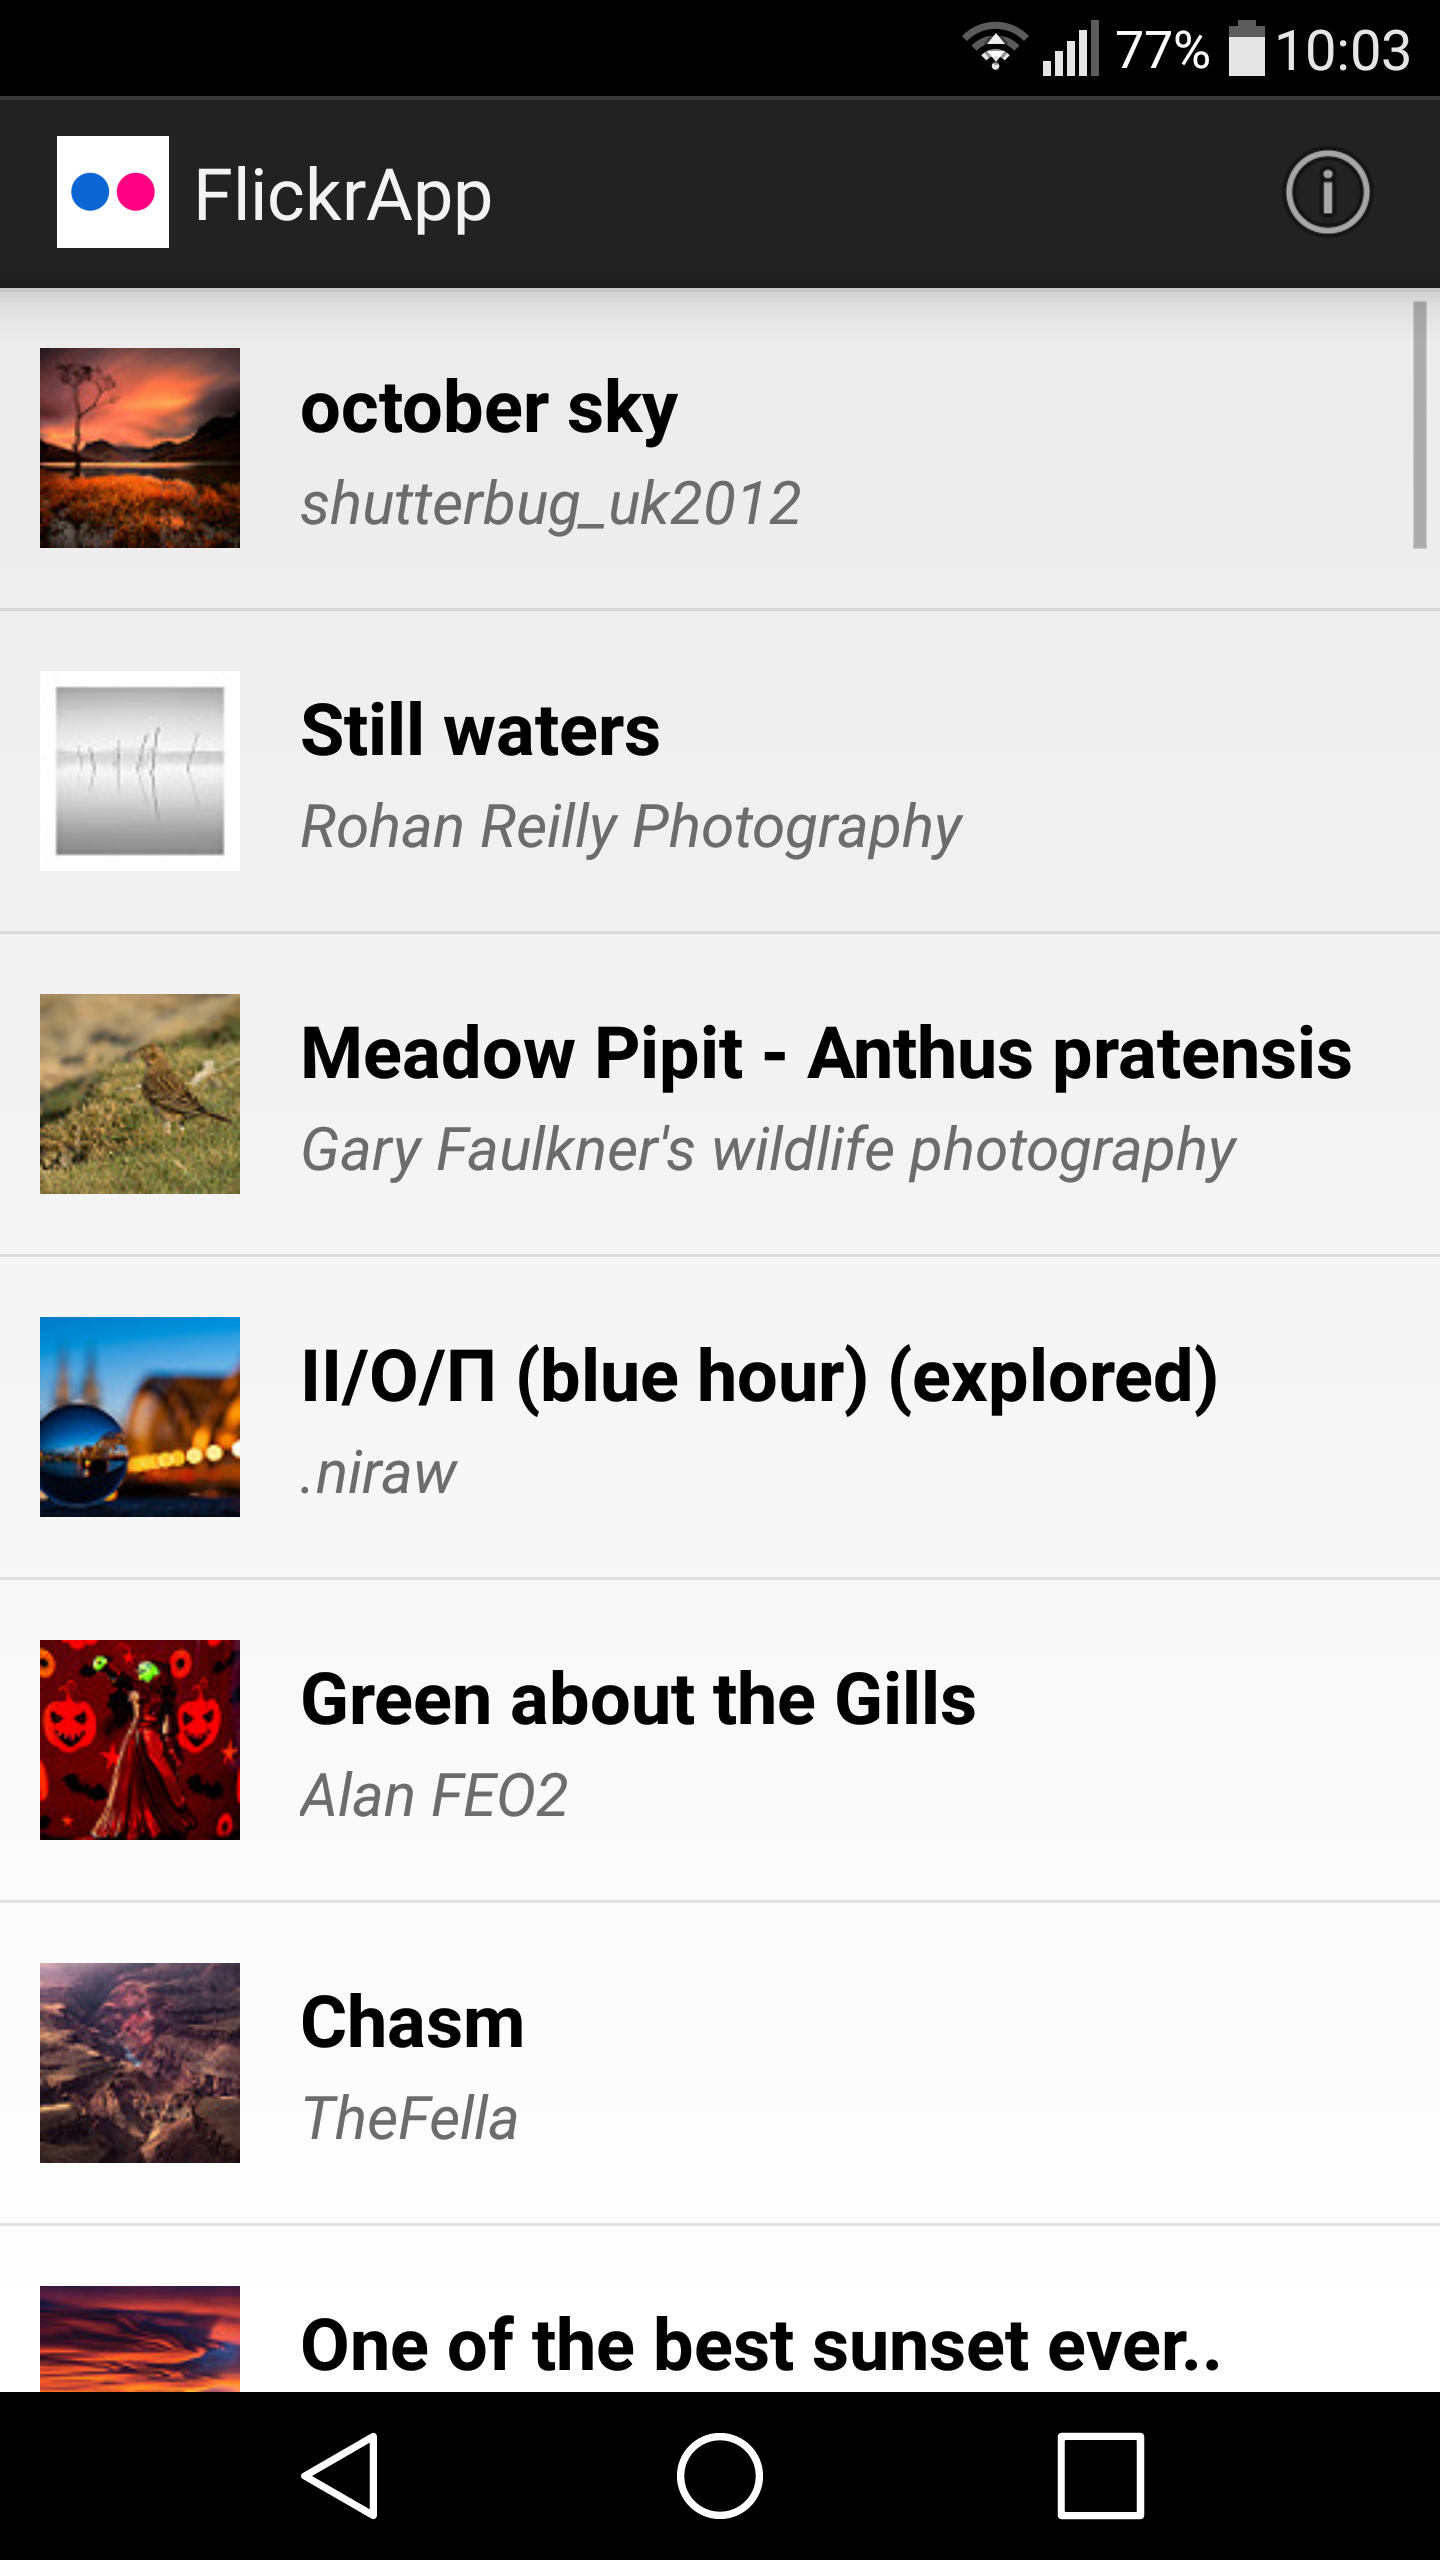 77% 10:03
FlickrApp
october sky
shutterbug_uk2012
Still waters
Rohan Reilly Photography
Meadow Pipit - Anthus pratensis
Gary Faulkner's wildlife photography
II/O/П (blue hour) (explored)
.niraw
Green about the Gills
Alan FEO2
Chasm
TheFella
One of the best sunset ever..